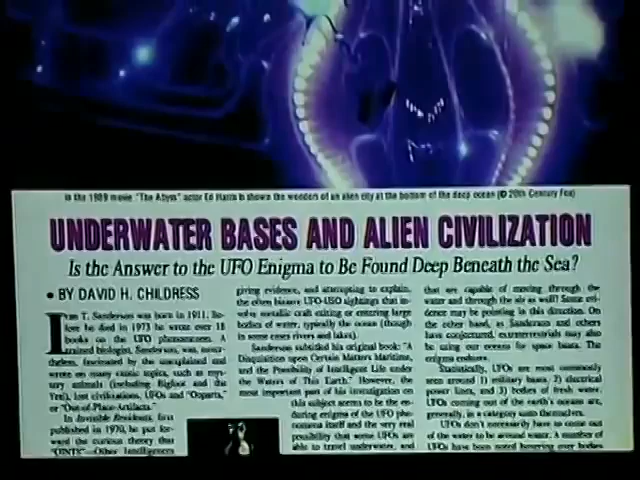 In the 1989 movie "The Abyss" actor Ed Harris is shown the wonders of an alien city at the bottom of the deep ocean (© 20th Century Fox)
UNDERWATER BASES AND ALIEN CIVILIZATION
Is the Answer to the UFO Enigma to Be Found Deep Beneath the Sea?
• BY DAVID H. CHILDRESS
Ivan T. Sanderson was born in 1911. Be-
fore he died in 1973 he wrote over 18
books on the UFO phenomenon. A
trained biologist, Sanderson, was, never-
theless, fascinated by the unexplained and
wrote on many exotic topics, such as mys-
tery animals (including Bigfoot and the
Yeti), lost civilizations, UFOs and "Ooparts,"
or "Out-of-Place-Artifacts."
In Invisible Residents, first
published in 1970, he put for-
ward the curious theory that
"OINTS"—Other Intelligences
giving evidence, and attempting to explain,
the often bizarre UFO-USO sightings that in-
volve metallic craft exiting or entering large
bodies of water, typically the ocean (though
in some cases rivers and lakes).
Sanderson subtitled his original book: "A
Disquisition upon Certain Matters Maritime,
and the Possibility of Intelligent Life under
the Waters of This Earth." However, the
most important part of his investigation on
this subject seems to be the en-
during enigma of the UFO phe-
nomena itself and the very real
possibility that some UFOs are
able to travel underwater, and
that are capable of moving through the
water and through the air as well? Some evi-
dence may be pointing in this direction. On
the other hand, as Sanderson and others
have conjectured, extraterrestrials may also
be using our oceans for space bases. The
enigma endures.
Statistically, UFOs are most commonly
seen around 1) military bases, 2) electrical
power lines, and 3) bodies of fresh water.
UFOs coming out of the earth's oceans are,
generally, in a category unto themselves.
UFOs don't necessarily have to come out
of the water to be around water. A number of
UFOs have been noted hovering over bodies